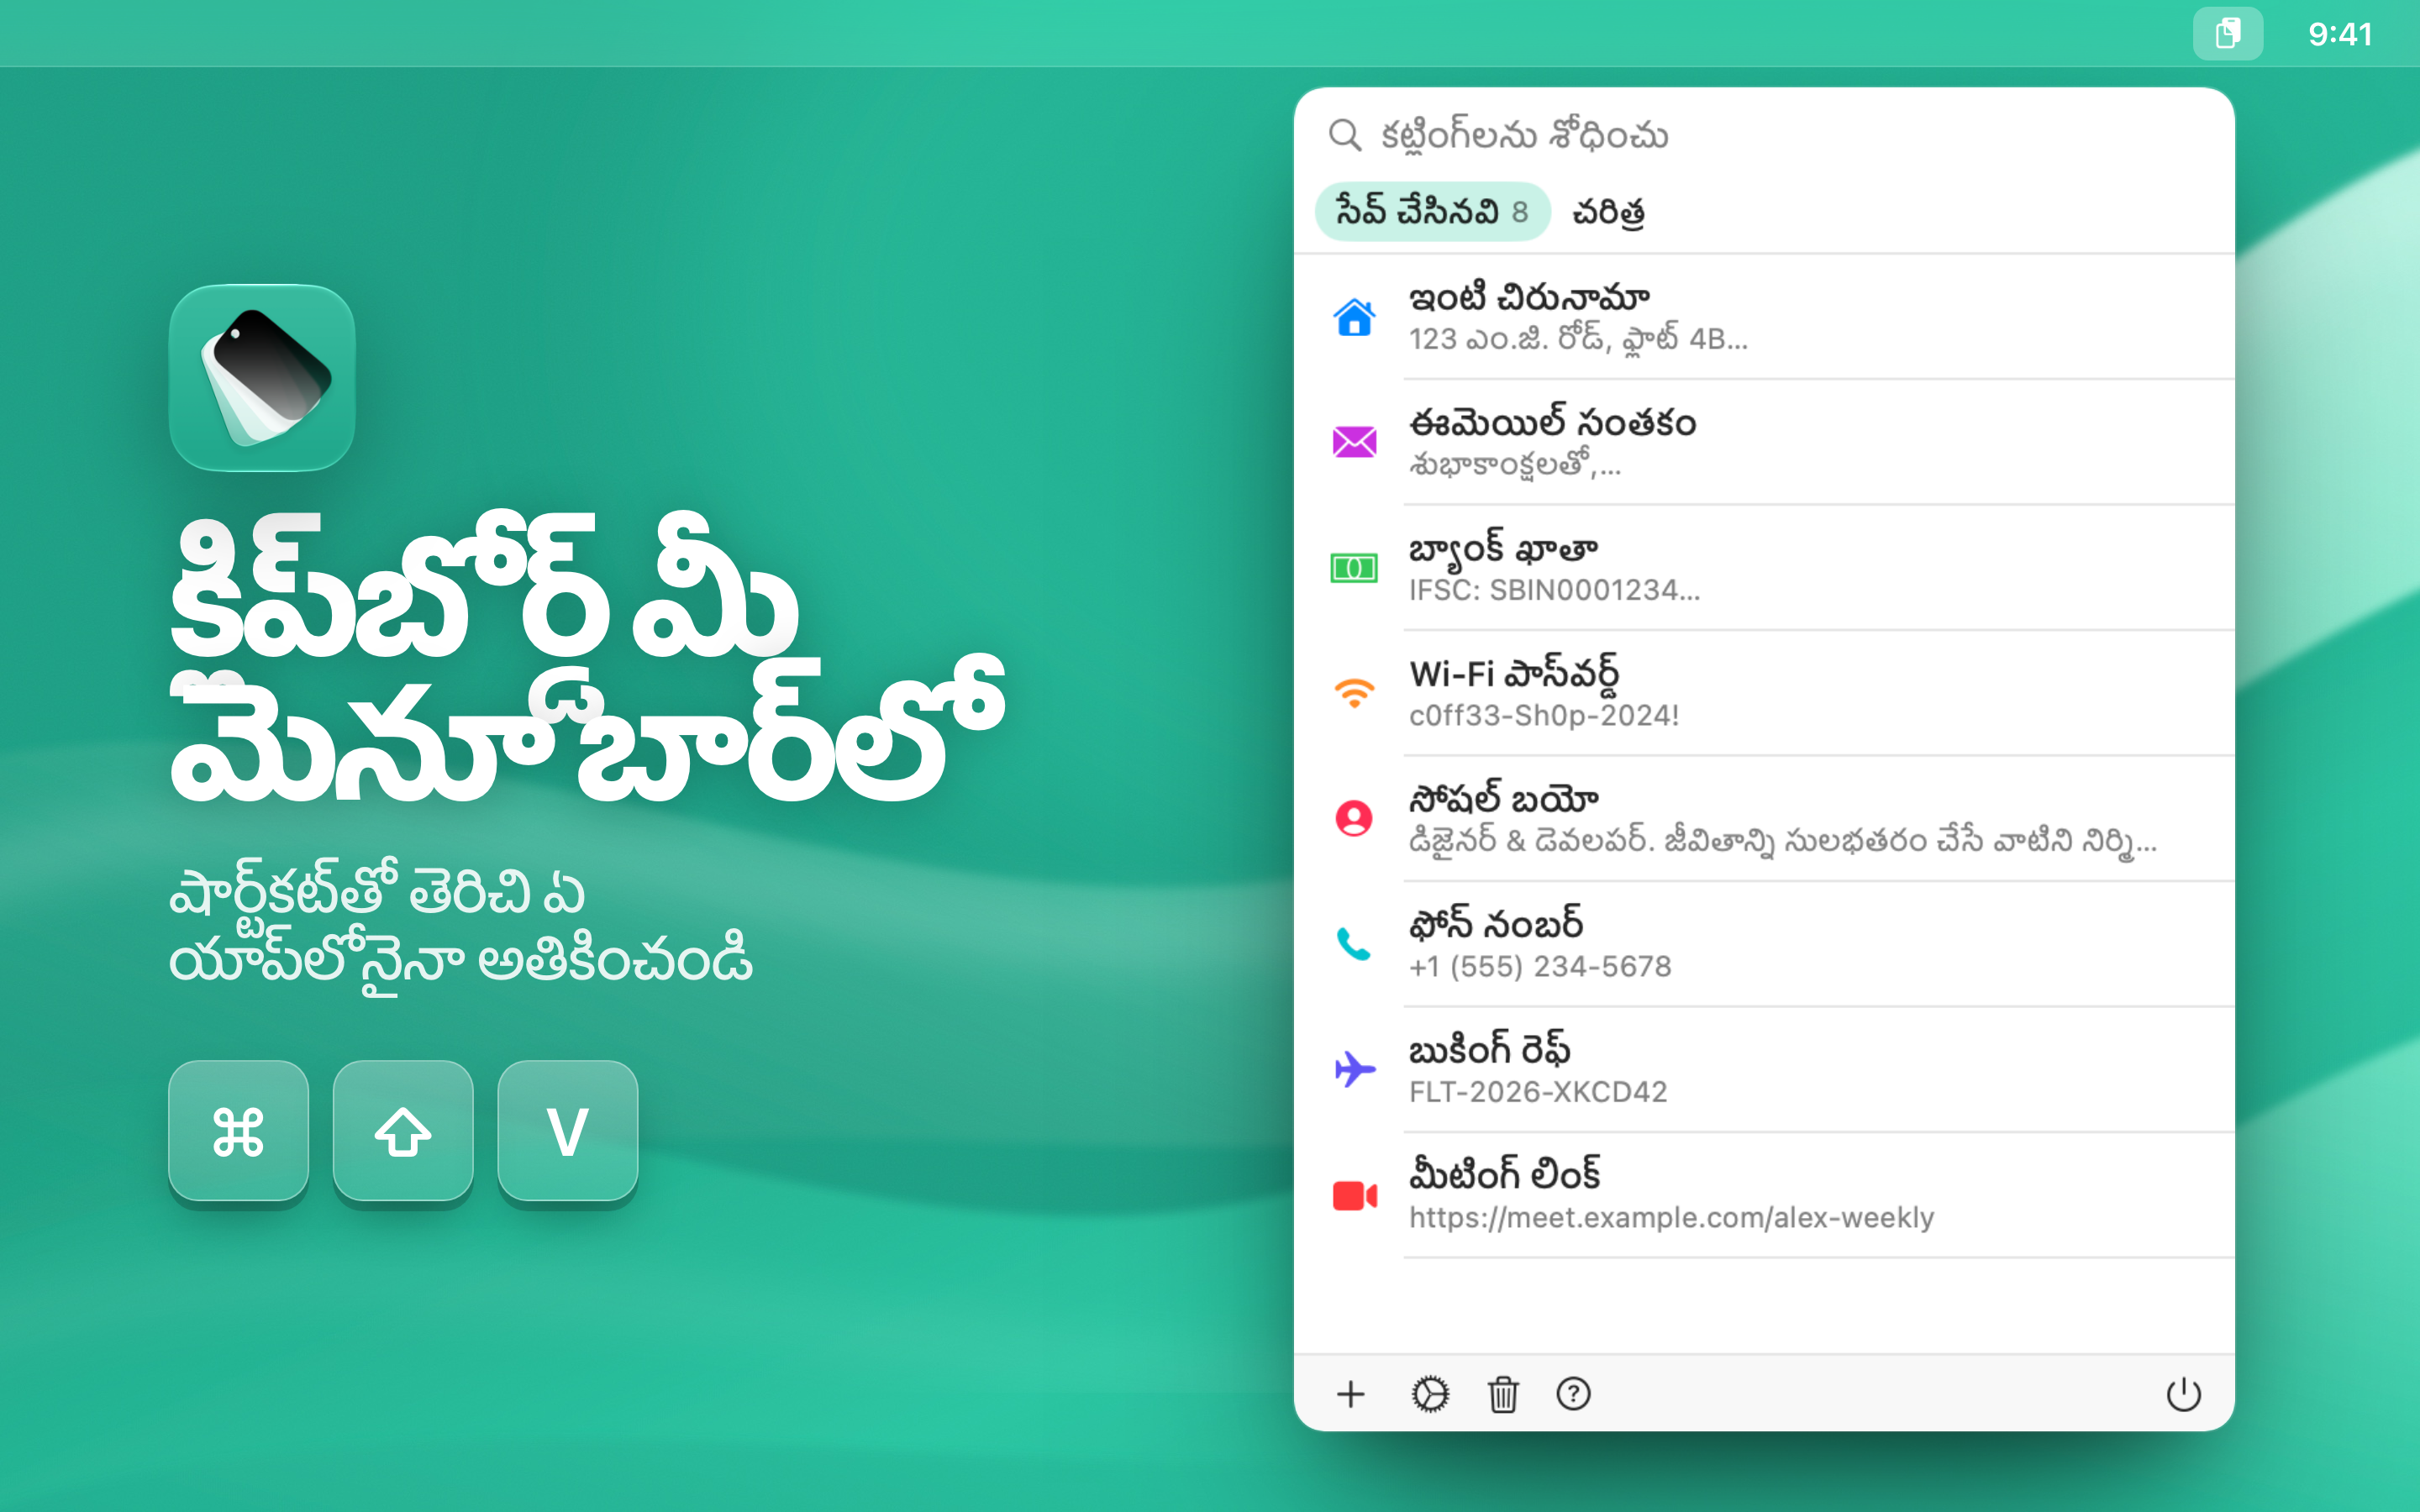 9:41
క్లిప్‌బోర్డ్ మీ
మెనూ బార్‌లో
షార్ట్‌కట్‌తో తెరిచి ఏ
యాప్‌లోనైనా అతికించండి
⌘ ⇧ V
కట్లింగ్‌లను శోధించు
సేవ్ చేసినవి 8 చరిత్ర
ఇంటి చిరునామా
123 ఎం.జి. రోడ్, ఫ్లాట్ 4B...
ఈమెయిల్ సంతకం
శుభాకాంక్షలతో,...
బ్యాంక్ ఖాతా
IFSC: SBIN0001234...
Wi-Fi పాస్‌వర్డ్
c0ff33-Sh0p-2024!
సోషల్ బయో
డిజైనర్ & డెవలపర్. జీవితాన్ని సులభతరం చేసే వాటిని నిర్మి...
ఫోన్ నంబర్
+1 (555) 234-5678
బుకింగ్ రెఫ్
FLT-2026-XKCD42
మీటింగ్ లింక్
https://meet.example.com/alex-weekly